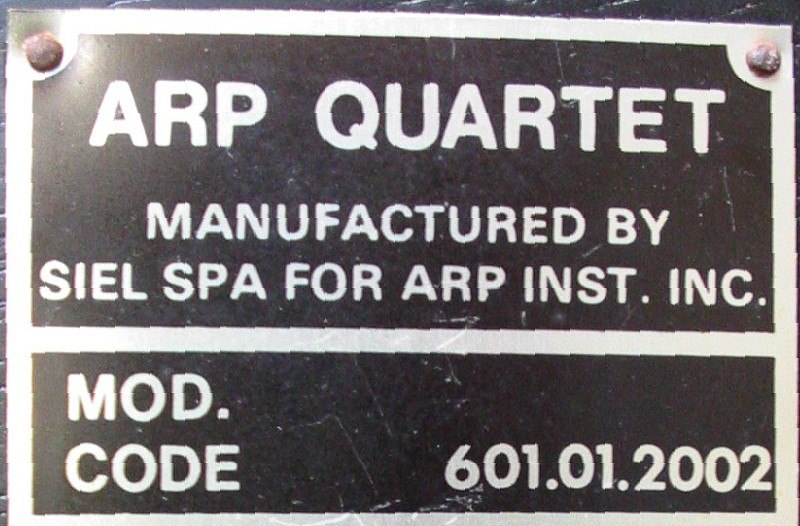 ARP QUARTET
MANUFACTURED BY
SIEL SPA FOR ARP INST. INC.
MOD.
CODE 601.01.2002